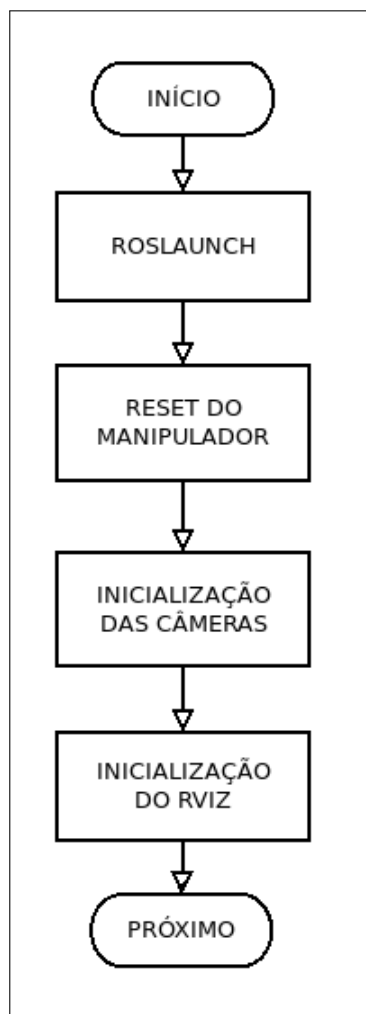 INÍCIO
ROSLAUNCH
RESET DO
MANIPULADOR
INICIALIZAÇÃO
DAS CÂMERAS
INICIALIZAÇÃO
DO RVIZ
PRÓXIMO